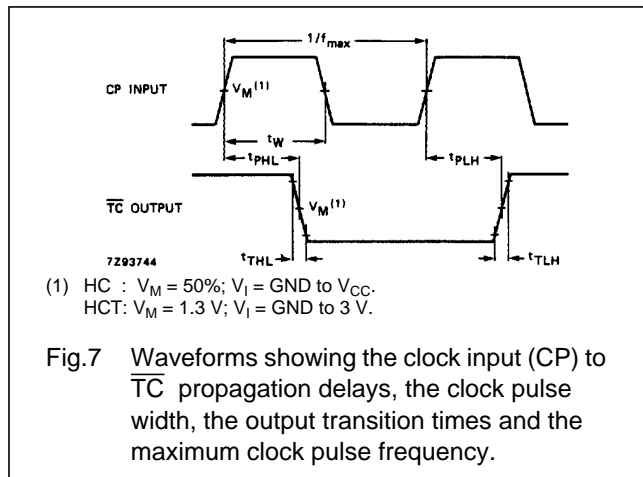 1/fmax
CP INPUT
VM(1)
tW
tPHL
tPLH
TC OUTPUT
VM(1)
tTHL
tTLH
7Z93744
(1) HC : VM = 50%; VI = GND to VCC.
HCT: VM = 1.3 V; VI = GND to 3 V.
Fig.7 Waveforms showing the clock input (CP) to
TC propagation delays, the clock pulse
width, the output transition times and the
maximum clock pulse frequency.